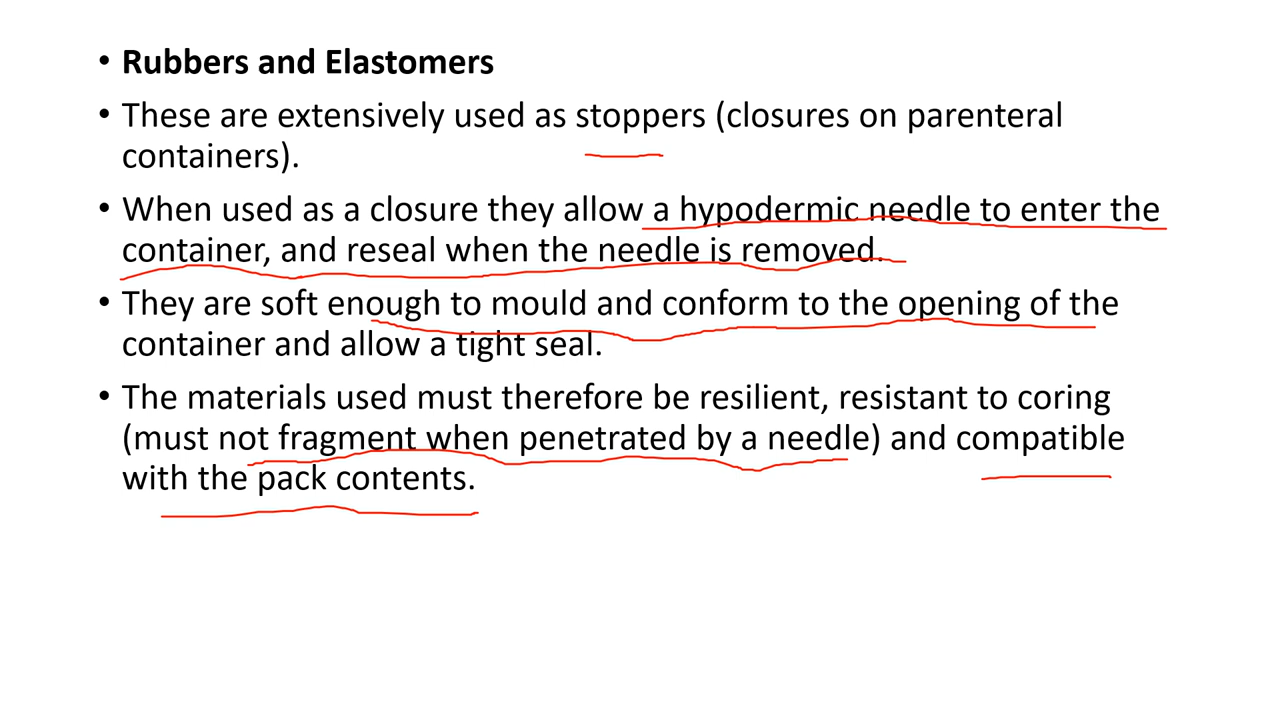 • Rubbers and Elastomers
• These are extensively used as stoppers (closures on parenteral
containers).
• When used as a closure they allow a hypodermic needle to enter the
container, and reseal when the needle is removed.
• They are soft enough to mould and conform to the opening of the
container and allow a tight seal.
• The materials used must therefore be resilient, resistant to coring
(must not fragment when penetrated by a needle) and compatible
with the pack contents.